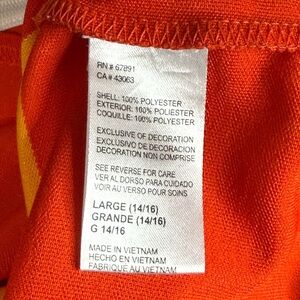 RN# 67891
CA# 43063
SHELL: 100% POLYESTER
EXTERIOR: 100% POLIESTER
COQUILLE: 100% POLYESTER
EXCLUSIVE OF DECORATION
EXCLUSIVO DE DECORACION
DECORATION NON COMPRISE
SEE REVERSE FOR CARE
VER AL DORSO PARA CUIDADO
VOIR AU VERSO POUR SOINS
LARGE (14/16)
GRANDE (14/16)
G 14/16
MADE IN VIETNAM
HECHO EN VIETNAM
FABRIQUE AU VIETNAM